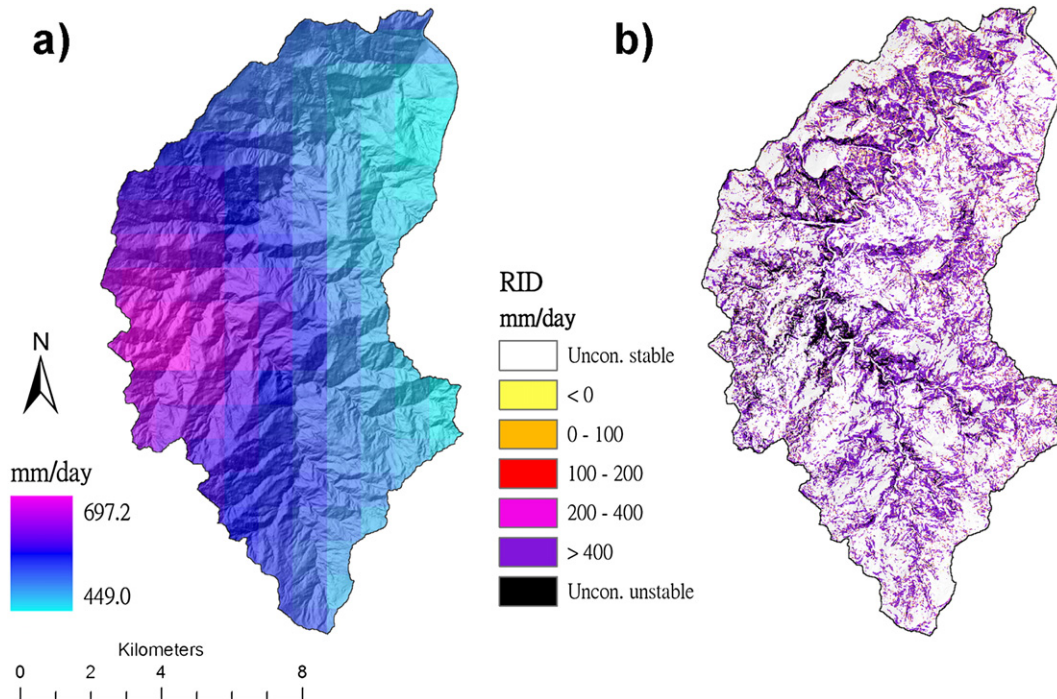 a)
b)
N
mm/day
697.2
449.0
Kilometers
0 2 4 6 8
RID
mm/day
Uncon. stable
< 0
0 - 100
100 - 200
200 - 400
> 400
Uncon. unstable